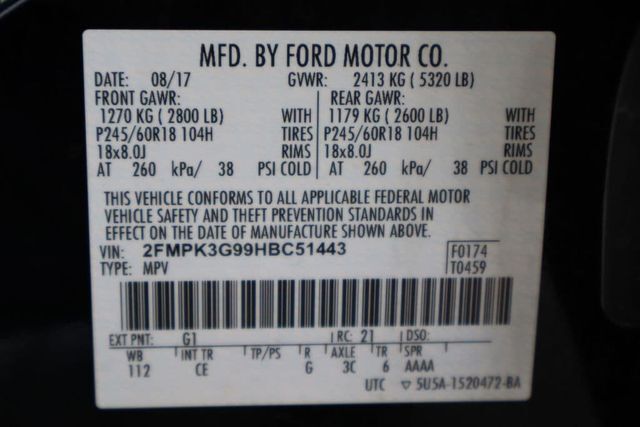 MFD. BY FORD MOTOR CO.
DATE: 08/17 GVWR: 2413 KG ( 5320 LB)
FRONT GAWR: REAR GAWR:
1270 KG ( 2800 LB) WITH 1179 KG ( 2600 LB) WITH
P245/60R18 104H TIRES P245/60R18 104H TIRES
18x8.0J RIMS 18x8.0J RIMS
AT 260 kPa/ 38 PSI COLD AT 260 kPa/ 38 PSI COLD
THIS VEHICLE CONFORMS TO ALL APPLICABLE FEDERAL MOTOR
VEHICLE SAFETY AND THEFT PREVENTION STANDARDS IN
EFFECT ON THE DATE OF MANUFACTURE SHOWN ABOVE.
VIN: 2FMPK3G99HBC51443 F0174
TYPE: MPV T0459
EXT PNT: G1 RC: 21 DSO:
WB INT TR TP/PS R AXLE TR SPR
112 CE G 3C 6 AAAA
UTC ▽ 5U5A-1520472-BA